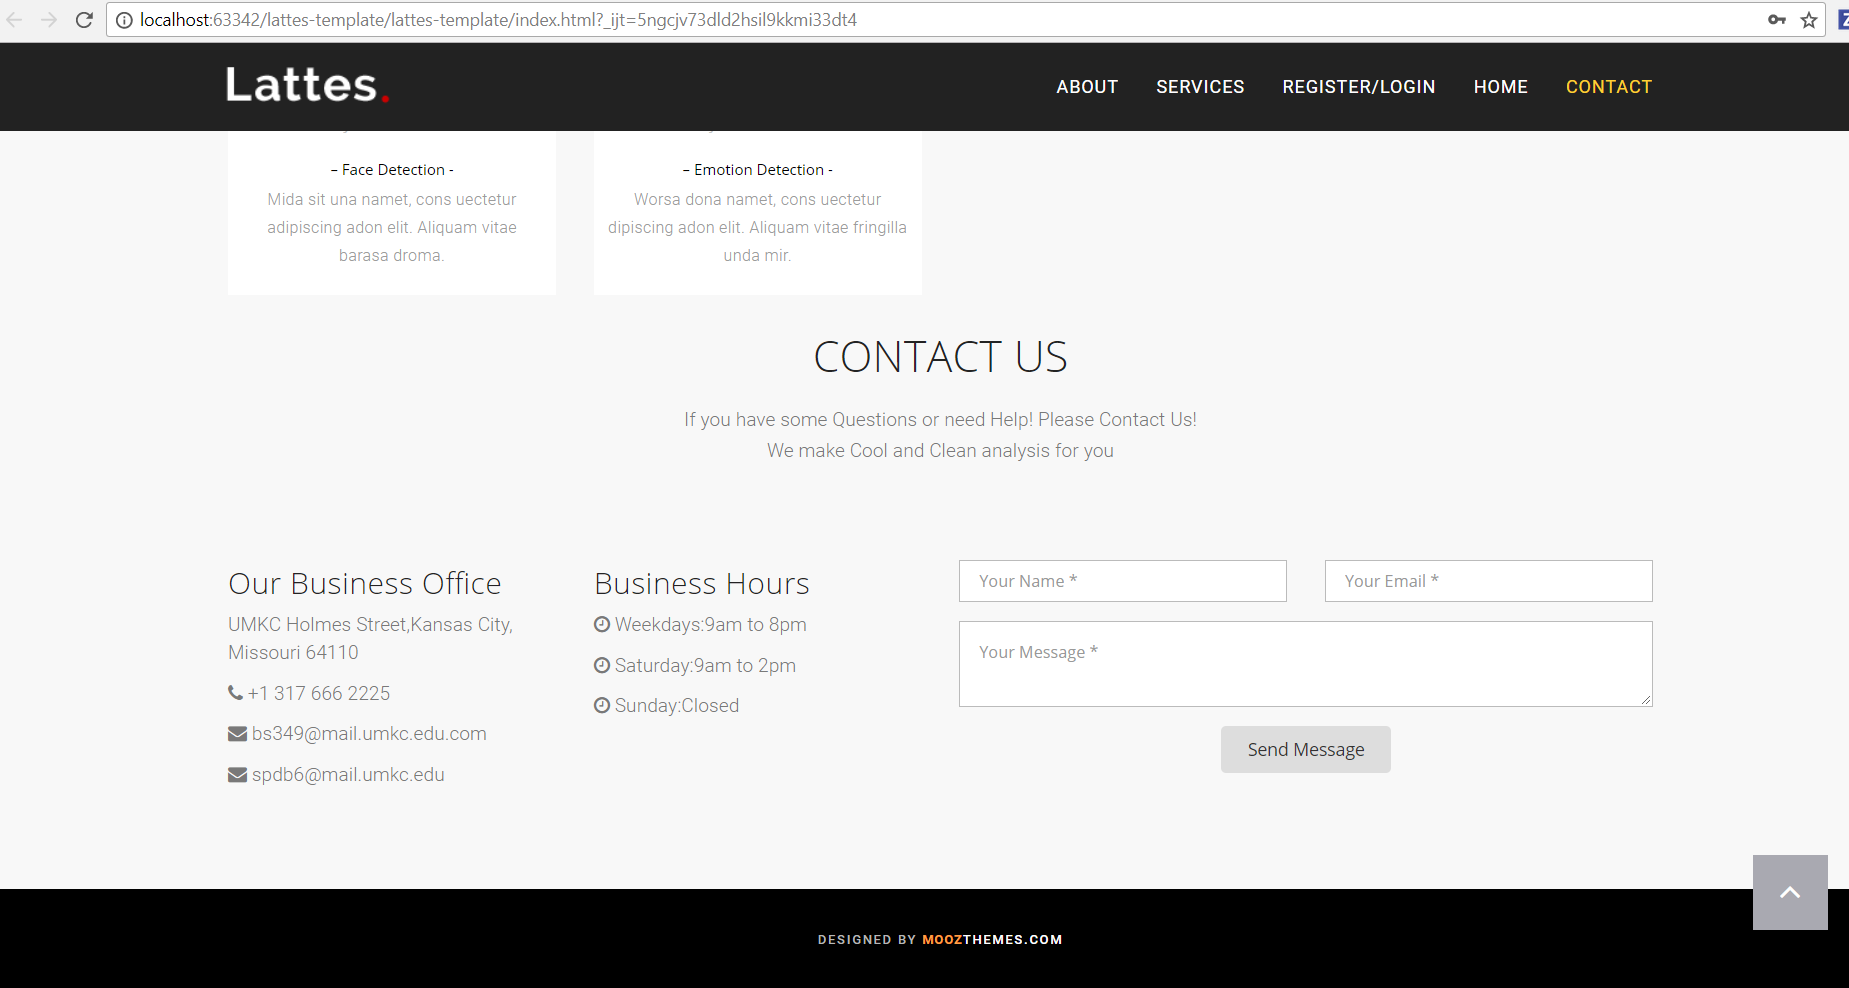 localhost:63342/lattes-template/lattes-template/index.html?_ijt=5ngcjv73dld2hsil9kkmi33dt4
Lattes.
ABOUT SERVICES REGISTER/LOGIN HOME CONTACT
– Face Detection -
Mida sit una namet, cons uectetur
adipiscing adon elit. Aliquam vitae
barasa droma.
– Emotion Detection -
Worsa dona namet, cons uectetur
dipiscing adon elit. Aliquam vitae fringilla
unda mir.
CONTACT US
If you have some Questions or need Help! Please Contact Us!
We make Cool and Clean analysis for you
Our Business Office
UMKC Holmes Street,Kansas City,
Missouri 64110
+1 317 666 2225
bs349@mail.umkc.edu.com
spdb6@mail.umkc.edu
Business Hours
Weekdays:9am to 8pm
Saturday:9am to 2pm
Sunday:Closed
Your Name *
Your Email *
Your Message *
Send Message
DESIGNED BY MOOZTHEMES.COM